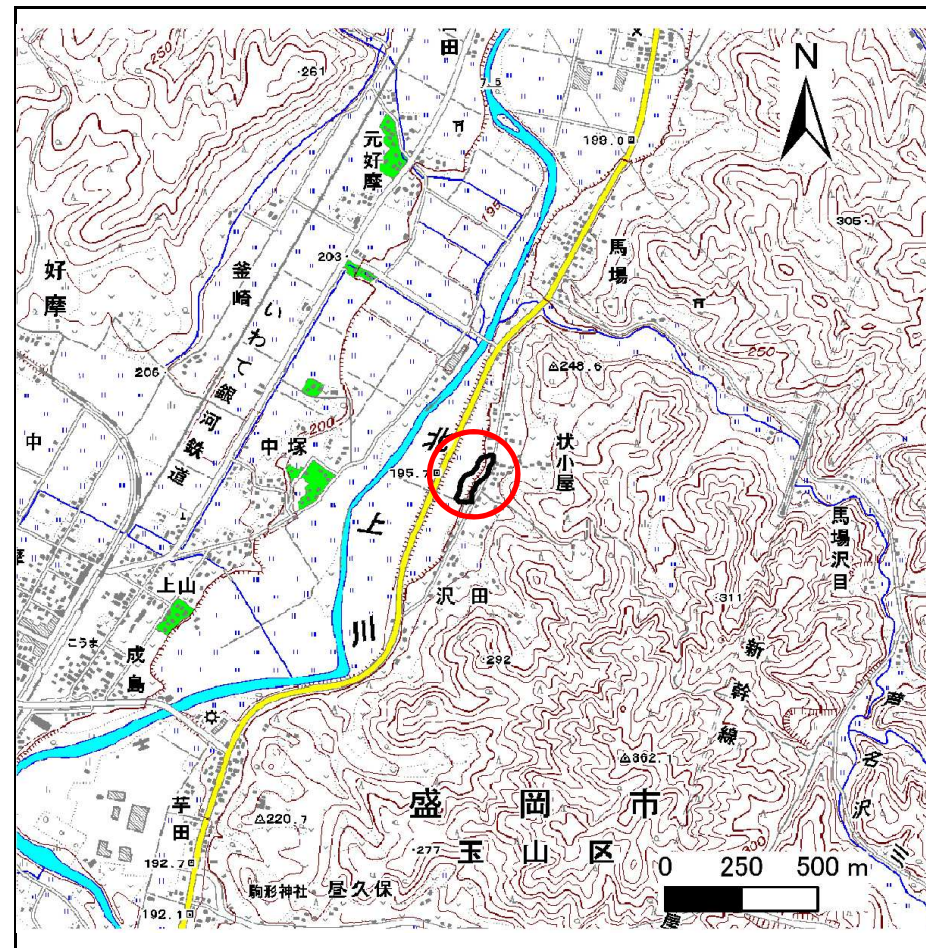 田
250
261
7.5
N
199.0
元好摩
195
305
203
馬場
好摩
釜崎
いわて銀河鉄道
250
206
248.6
中
200
中塚
北上川
状小屋
195.7
馬場沢目
上山
沢田
311
こうま
成島
292
新幹線
362.1
芋田
盛岡市
220.7
玉山区
277
192.7
0 250 500 m
駒形神社
昼久保
192.1